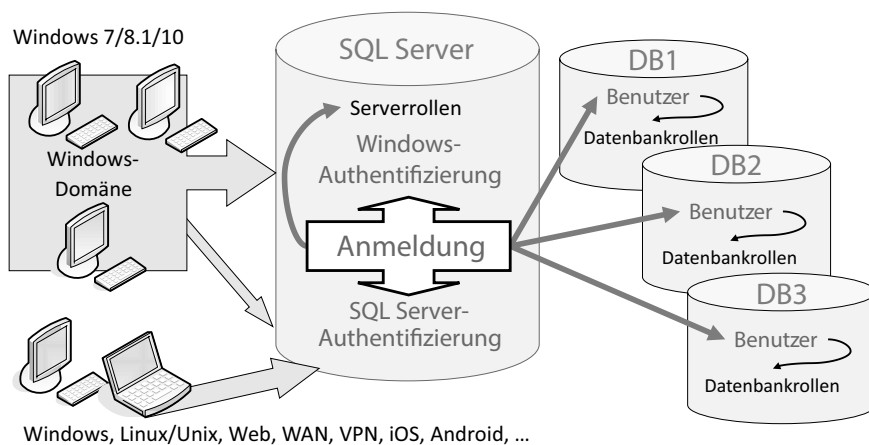 Windows 7/8.1/10
Windows-
Domäne
Windows, Linux/Unix, Web, WAN, VPN, iOS, Android, ...
SQL Server
Serverrollen
Windows-
Authentifizierung
Anmeldung
SQL Server-
Authentifizierung
DB1
Benutzer
Datenbankrollen
DB2
Benutzer
Datenbankrollen
DB3
Benutzer
Datenbankrollen